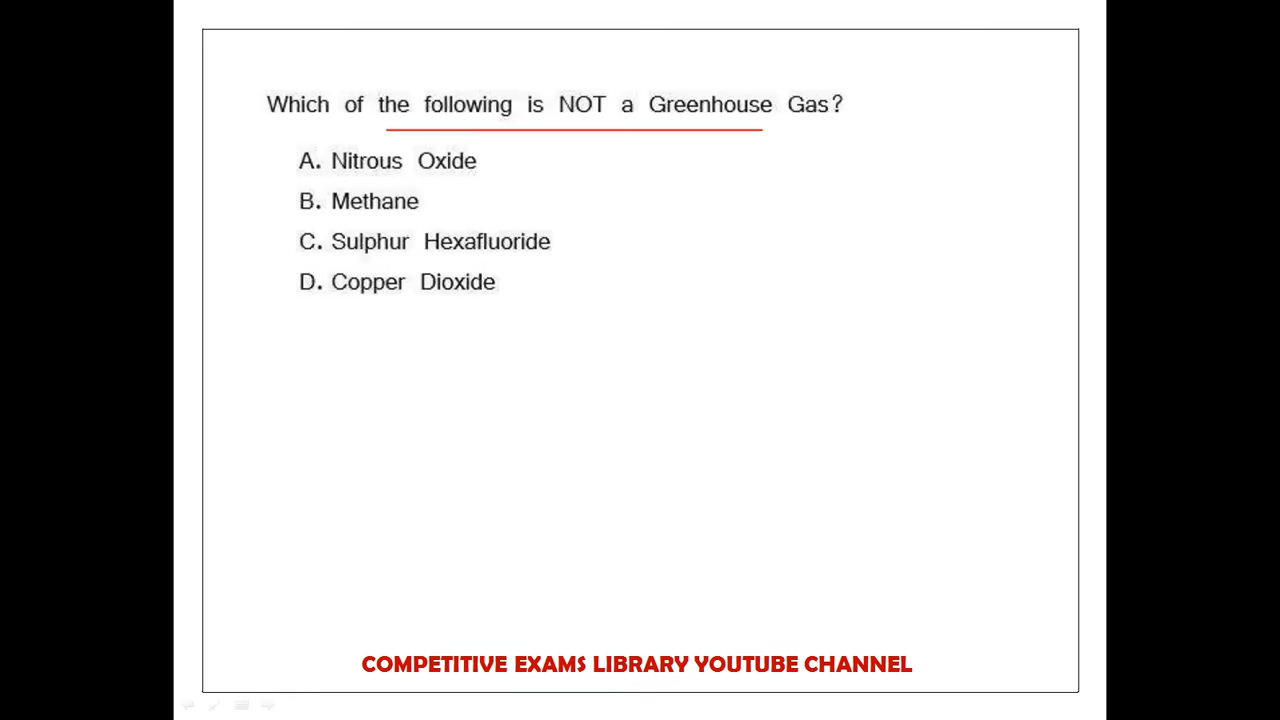 Which of the following is NOT a Greenhouse Gas?
A. Nitrous Oxide
B. Methane
C. Sulphur Hexafluoride
D. Copper Dioxide
COMPETITIVE EXAMS LIBRARY YOUTUBE CHANNEL